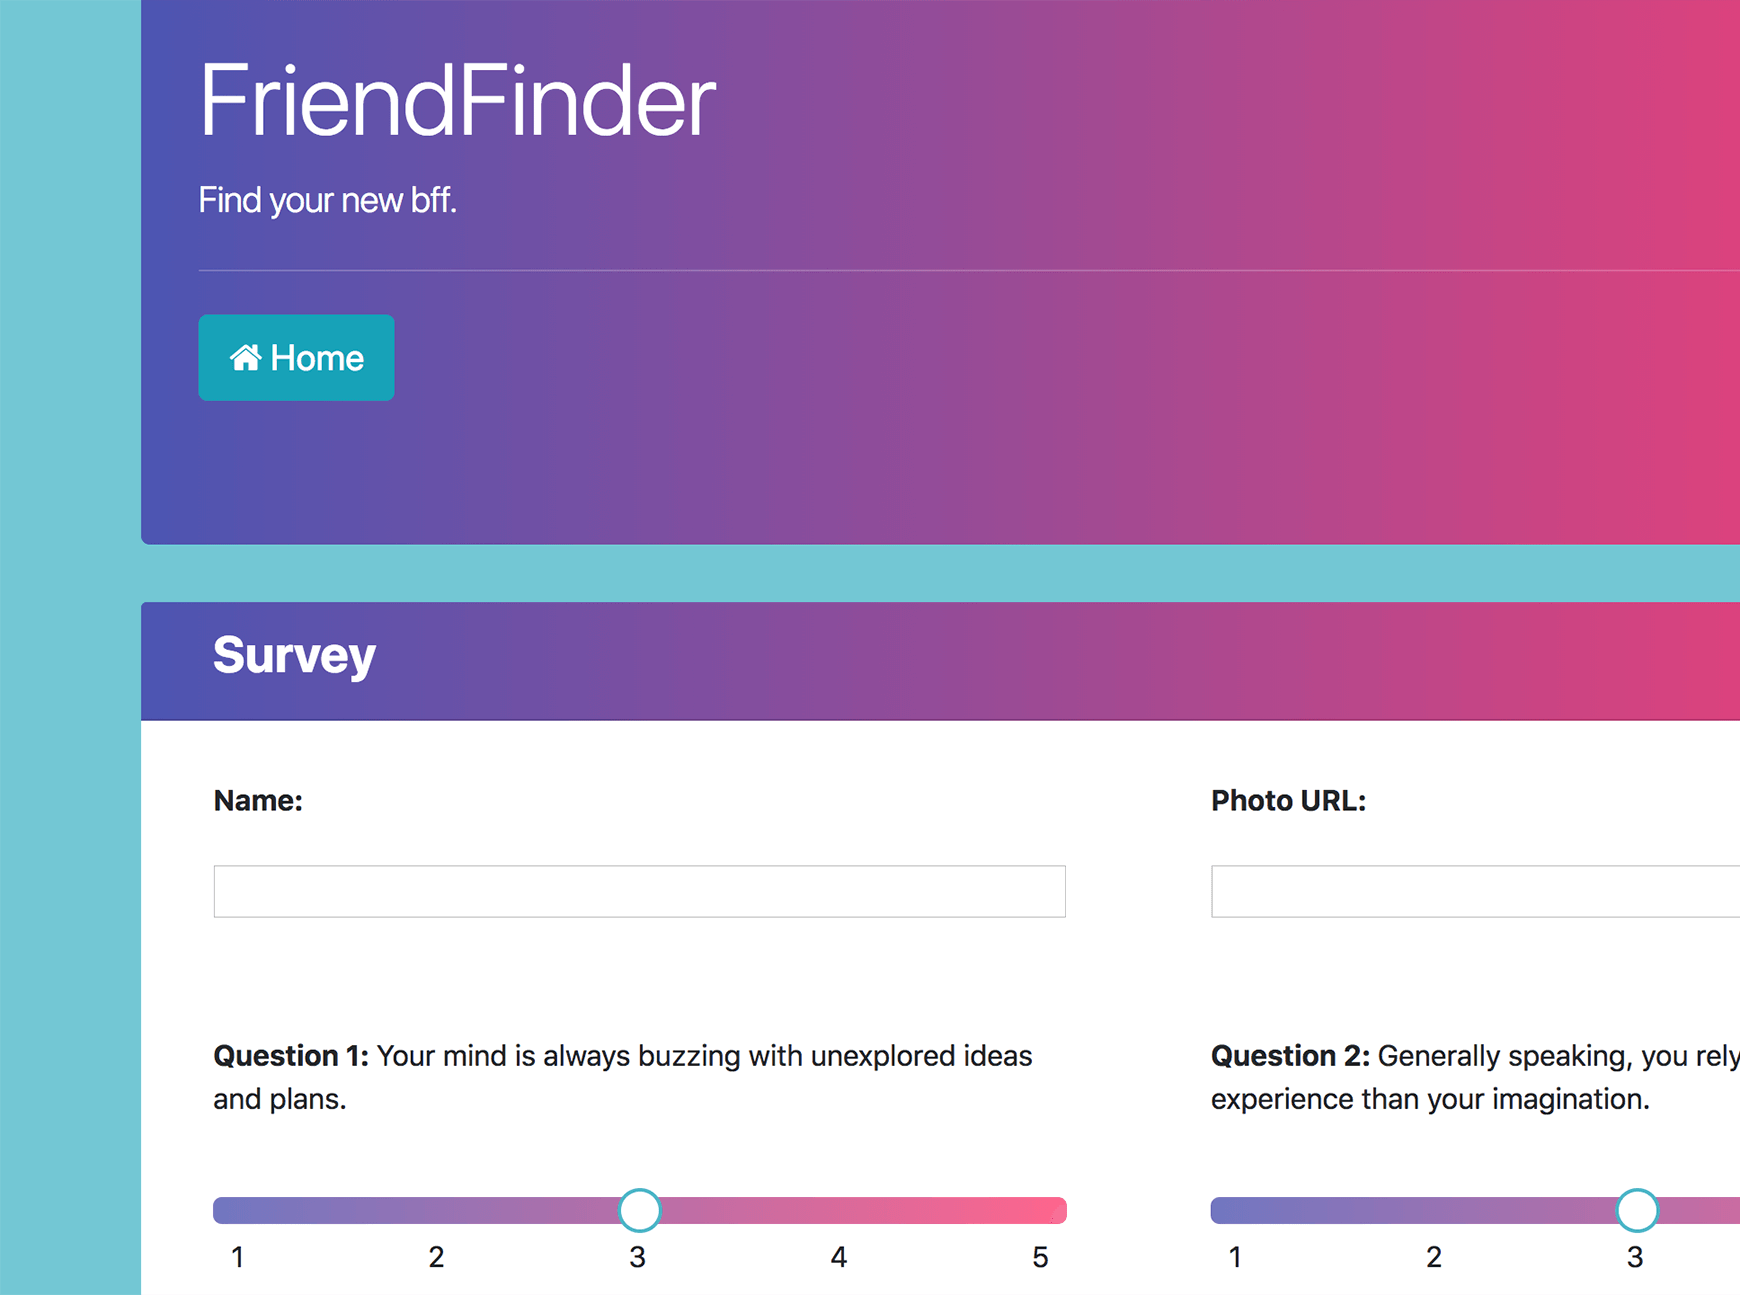 FriendFinder
Find your new bff.
Home
Survey
Name:
Photo URL:
Question 1: Your mind is always buzzing with unexplored ideas
and plans.
Question 2: Generally speaking, you rely
experience than your imagination.
1 2 3 4 5
1 2 3